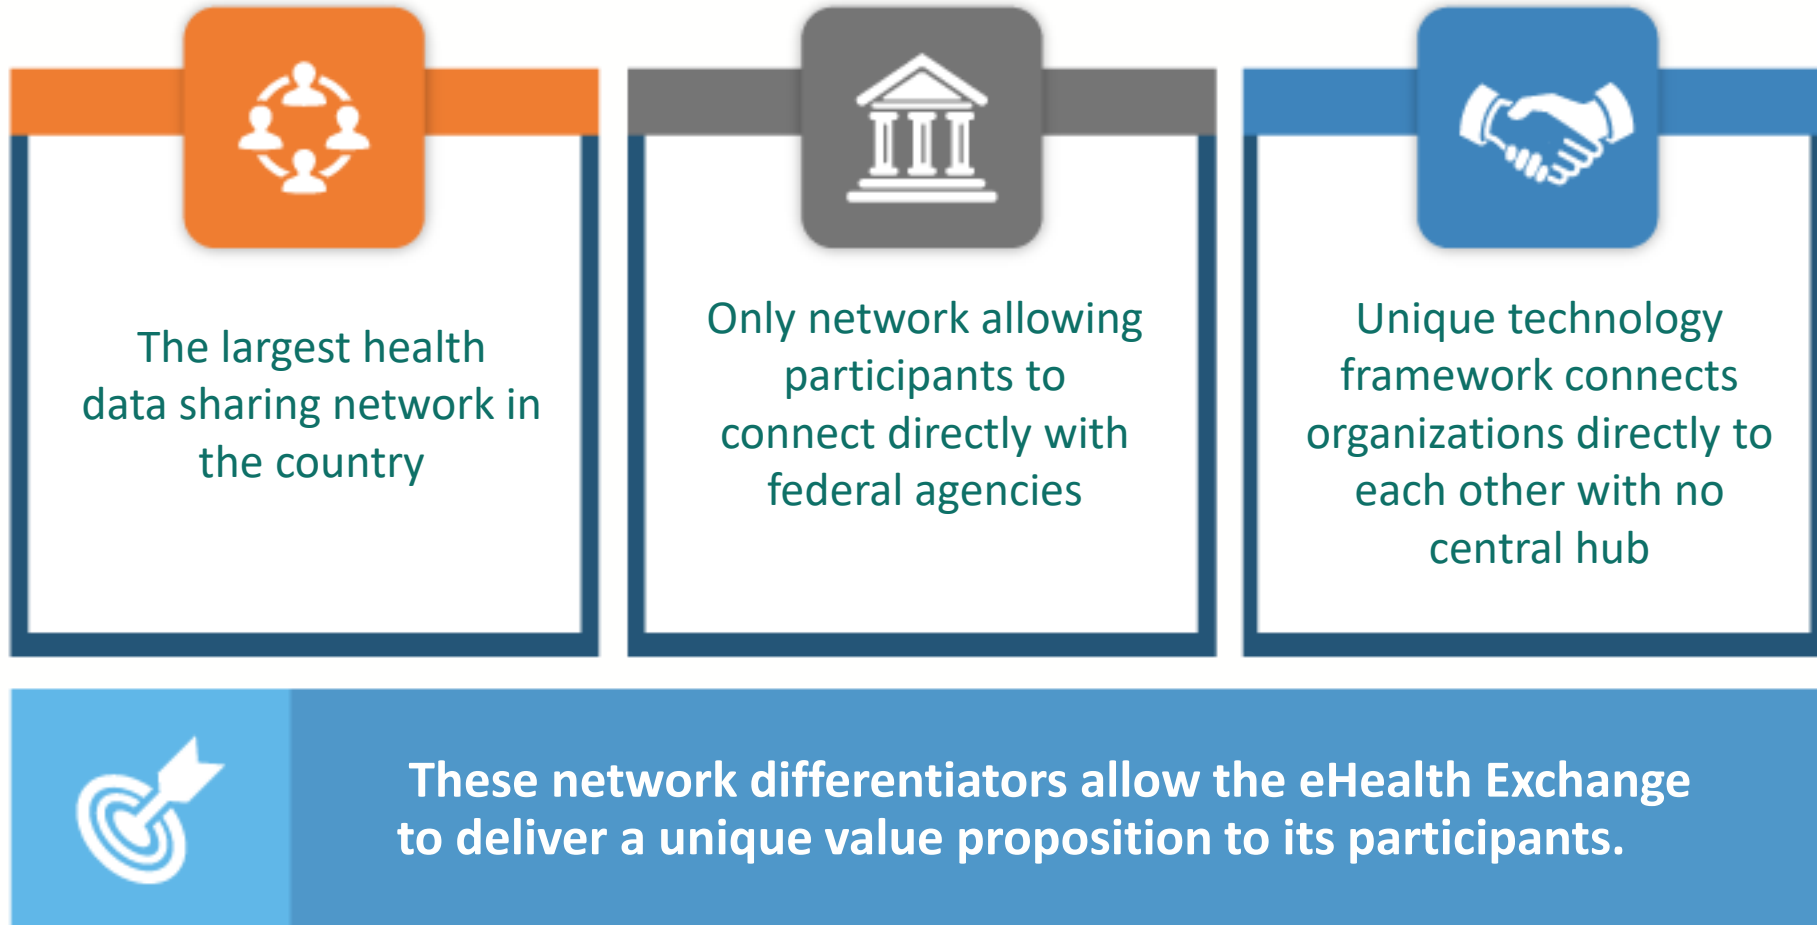 The largest health
data sharing network in
the country
Only network allowing
participants to
connect directly with
federal agencies
Unique technology
framework connects
organizations directly to
each other with no
central hub
These network differentiators allow the eHealth Exchange
to deliver a unique value proposition to its participants.